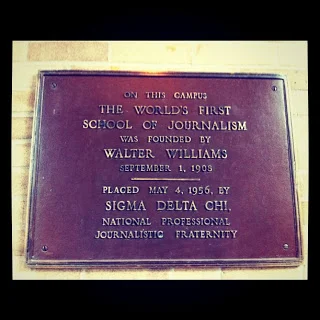 ON THIS CAMPUS
THE WORLD'S FIRST
SCHOOL OF JOURNALISM
WAS FOUNDED BY
WALTER WILLIAMS
SEPTEMBER 1, 1908
PLACED MAY 4, 1956, BY
SIGMA DELTA CHI,
NATIONAL PROFESSIONAL
JOURNALISTIC FRATERNITY